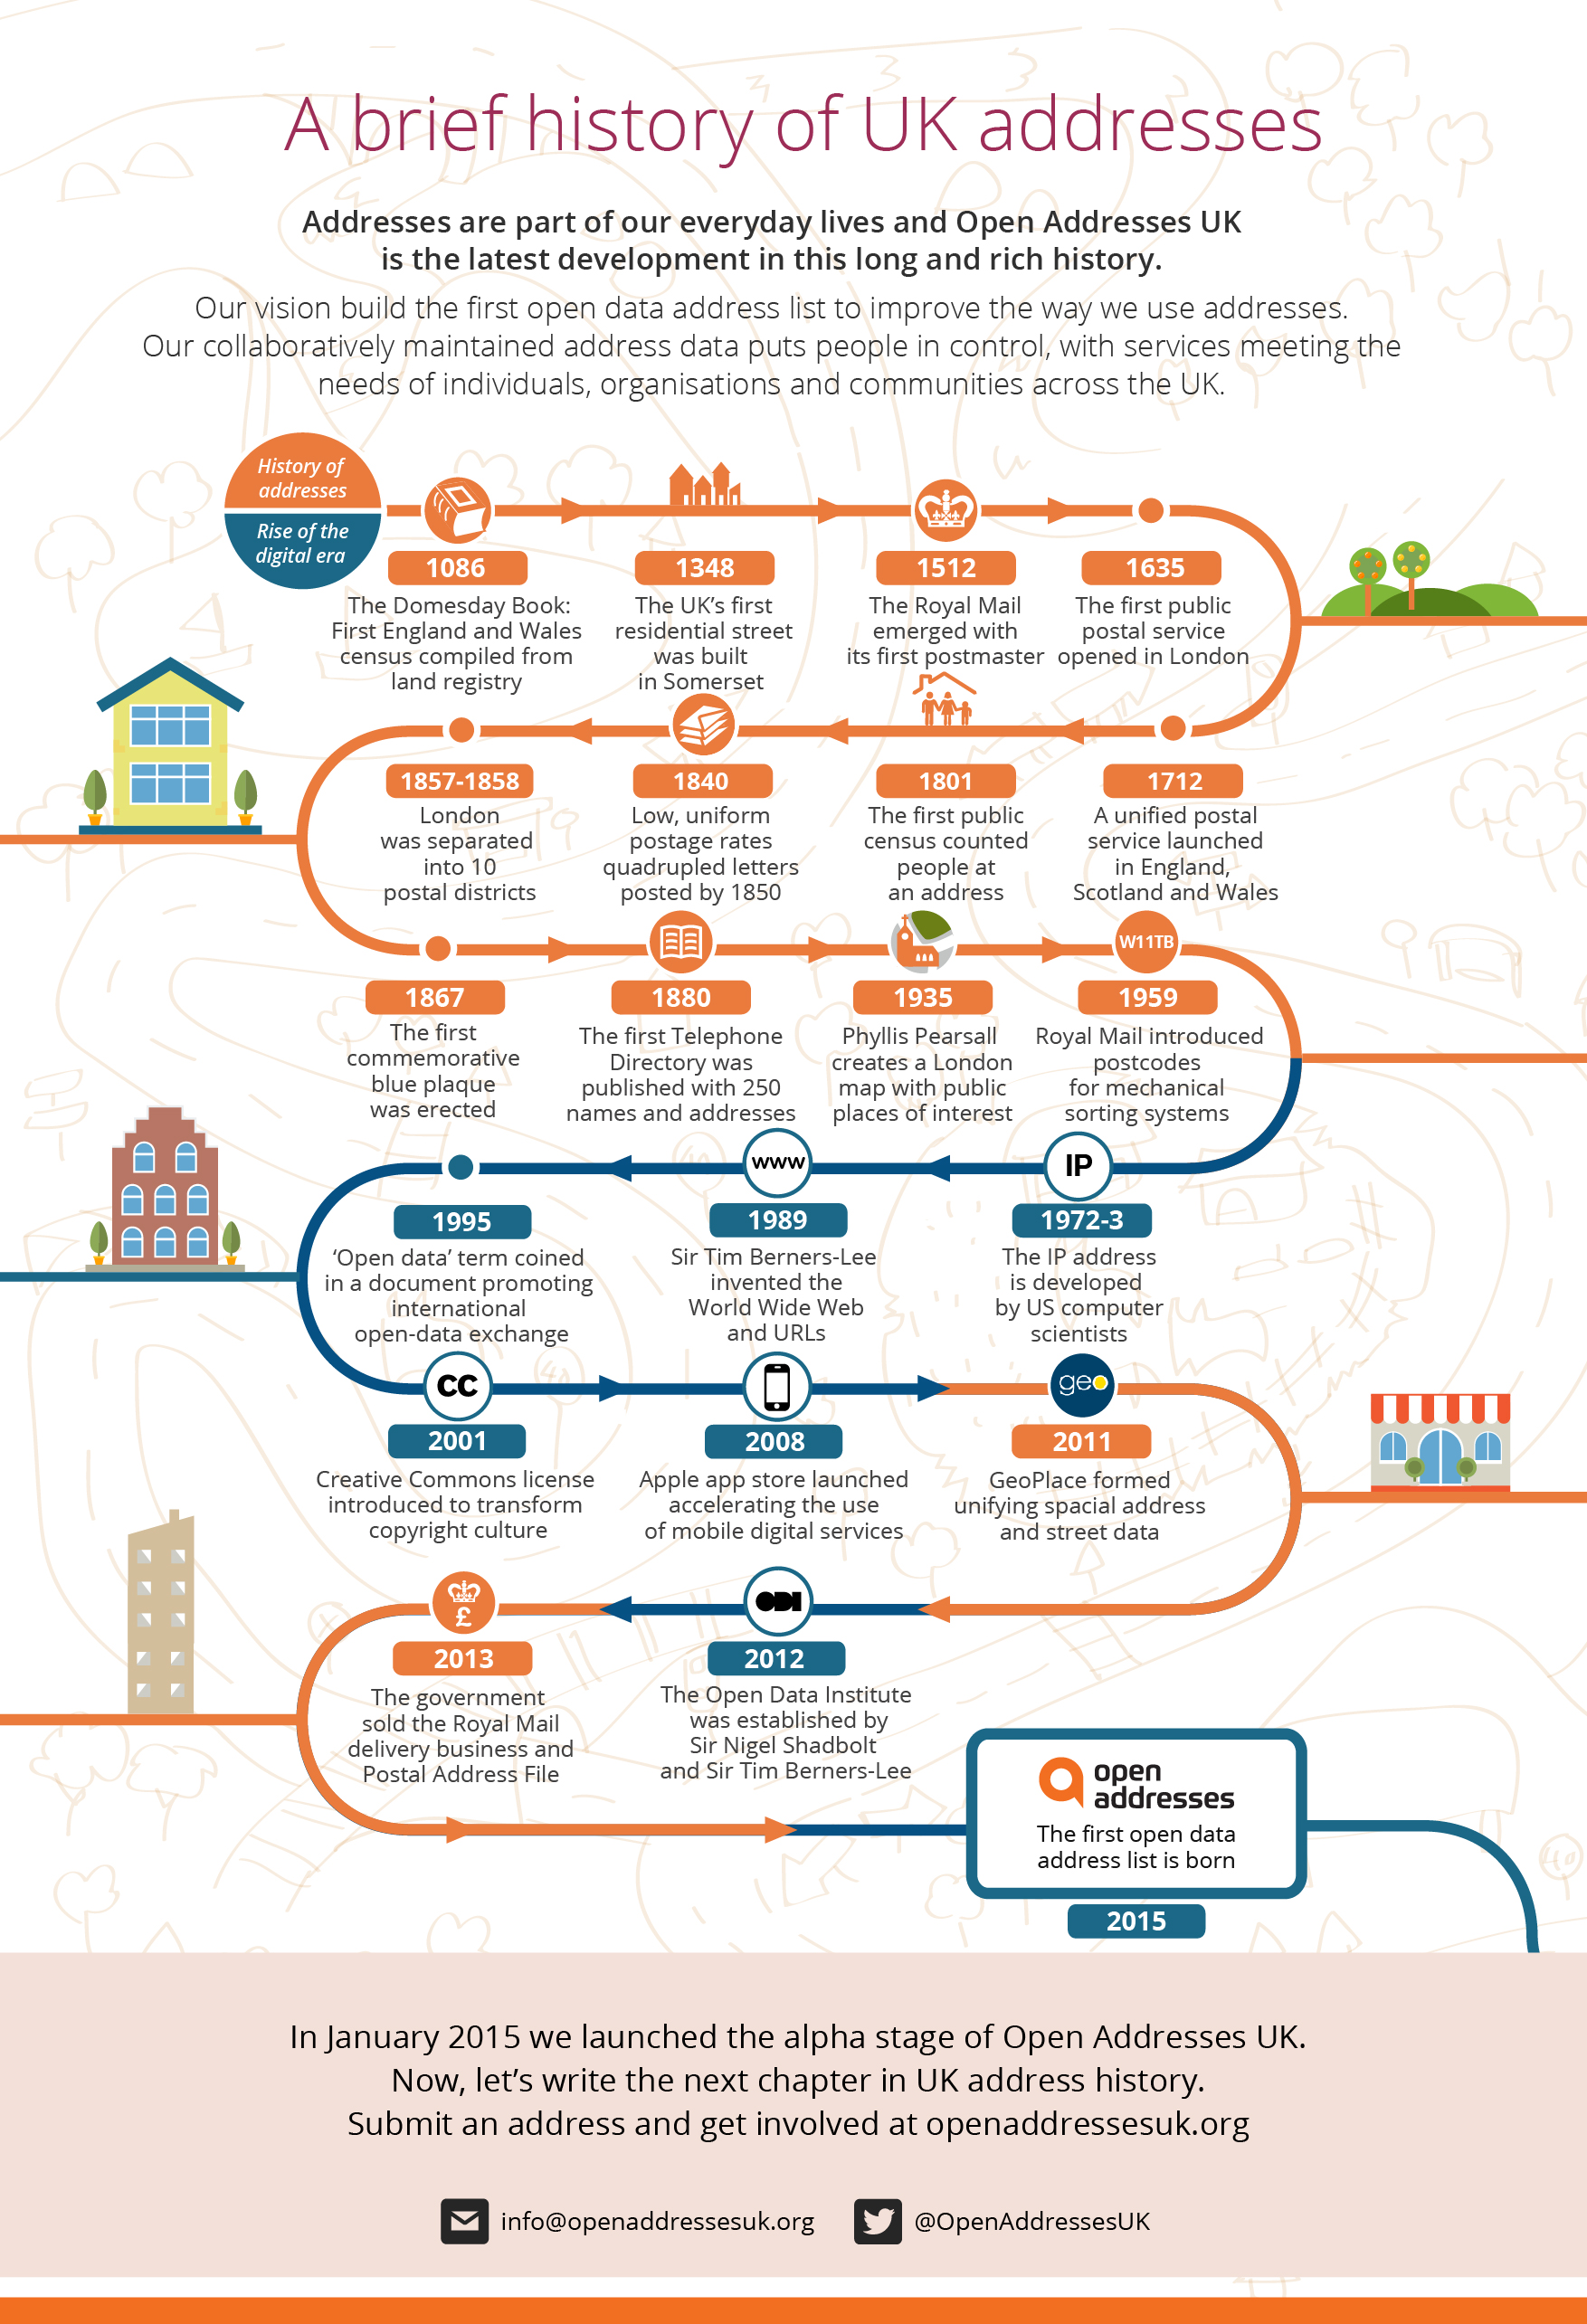 A brief history of UK addresses
Addresses are part of our everyday lives and Open Addresses UK
is the latest development in this long and rich history.
Our vision build the first open data address list to improve the way we use addresses.
Our collaboratively maintained address data puts people in control, with services meeting the
needs of individuals, organisations and communities across the UK.
History of
addresses
Rise of the
digital era
1086
The Domesday Book:
First England and Wales
census compiled from
land registry
1348
The UK's first
residential street
was built
in Somerset
1512
The Royal Mail
emerged with
its first postmaster
1635
The first public
postal service
opened in London
1712
A unified postal
service launched
in England,
Scotland and Wales
1801
The first public
census counted
people at
an address
1840
Low, uniform
postage rates
quadrupled letters
posted by 1850
1857-1858
London
was separated
into 10
postal districts
1867
The first
commemorative
blue plaque
was erected
1880
The first Telephone
Directory was
published with 250
names and addresses
1935
Phyllis Pearsall
creates a London
map with public
places of interest
W11TB
1959
Royal Mail introduced
postcodes
for mechanical
sorting systems
IP
1972-3
The IP address
is developed
by US computer
scientists
www
1989
Sir Tim Berners-Lee
invented the
World Wide Web
and URLs
1995
‘Open data’ term coined
in a document promoting
international
open-data exchange
CC
2001
Creative Commons license
introduced to transform
copyright culture
2008
Apple app store launched
accelerating the use
of mobile digital services
geo
2011
GeoPlace formed
unifying spacial address
and street data
ODI
2012
The Open Data Institute
was established by
Sir Nigel Shadbolt
and Sir Tim Berners-Lee
£
2013
The government
sold the Royal Mail
delivery business and
Postal Address File
open
addresses
The first open data
address list is born
2015
In January 2015 we launched the alpha stage of Open Addresses UK.
Now, let's write the next chapter in UK address history.
Submit an address and get involved at openaddressesuk.org
info@openaddressesuk.org
@OpenAddressesUK